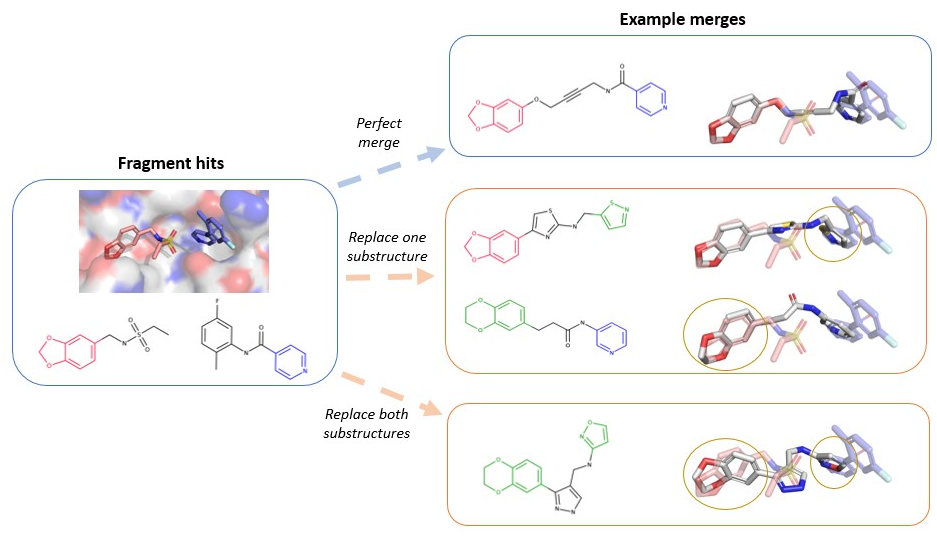 Example merges
O
O
O
O
N
N
Perfect
merge
Fragment hits
S
N
N
S
N
O
O
Replace one
substructure
O
O
N
O
N
F
O
O
N
S
O
O
O
N
N
Replace both
substructures
O
N
N
O
O
N
N